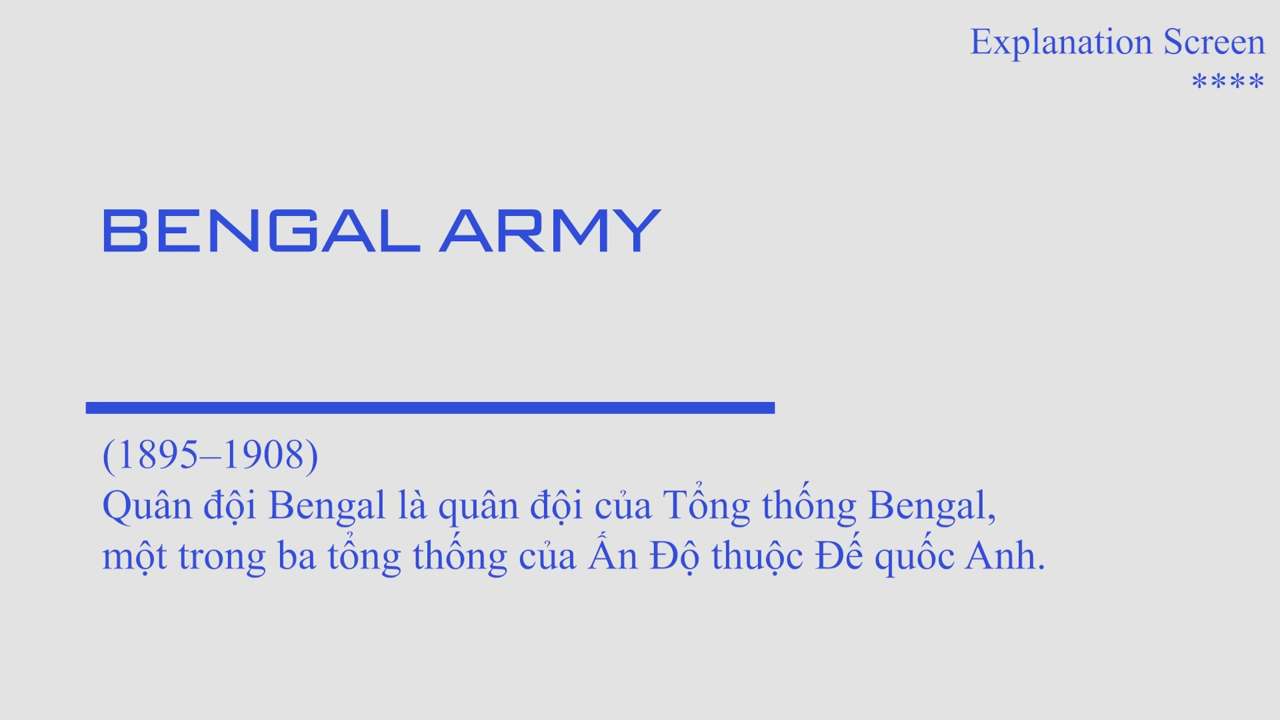 Explanation Screen
****
BENGAL ARMY
(1895–1908)
Quân đội Bengal là quân đội của Tổng thống Bengal,
một trong ba tổng thống của Ấn Độ thuộc Đế quốc Anh.